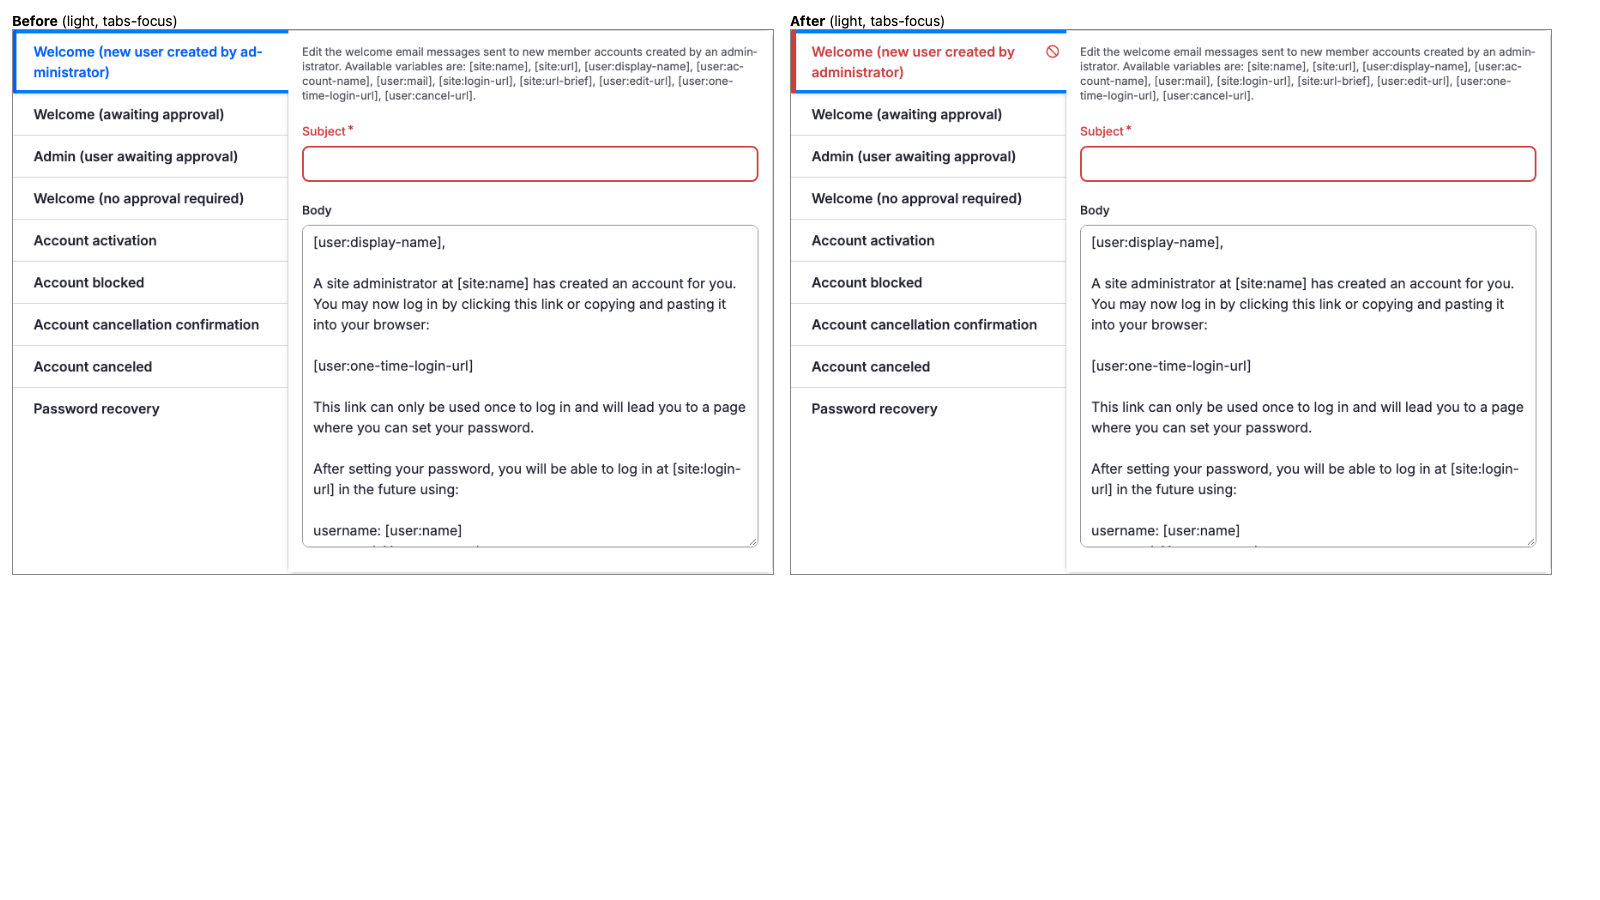 Before (light, tabs-focus)
Welcome (new user created by ad-
ministrator)
Welcome (awaiting approval)
Admin (user awaiting approval)
Welcome (no approval required)
Account activation
Account blocked
Account cancellation confirmation
Account canceled
Password recovery
Edit the welcome email messages sent to new member accounts created by an admin-
istrator. Available variables are: [site:name], [site:url], [user:display-name], [user:ac-
count-name], [user:mail], [site:login-url], [site:url-brief], [user:edit-url], [user:one-
time-login-url], [user:cancel-url].
Subject*
Body
[user:display-name],
A site administrator at [site:name] has created an account for you.
You may now log in by clicking this link or copying and pasting it
into your browser:
[user:one-time-login-url]
This link can only be used once to log in and will lead you to a page
where you can set your password.
After setting your password, you will be able to log in at [site:login-
url] in the future using:
username: [user:name]
After (light, tabs-focus)
Welcome (new user created by
administrator)
Welcome (awaiting approval)
Admin (user awaiting approval)
Welcome (no approval required)
Account activation
Account blocked
Account cancellation confirmation
Account canceled
Password recovery
Edit the welcome email messages sent to new member accounts created by an admin-
istrator. Available variables are: [site:name], [site:url], [user:display-name], [user:ac-
count-name], [user:mail], [site:login-url], [site:url-brief], [user:edit-url], [user:one-
time-login-url], [user:cancel-url].
Subject*
Body
[user:display-name],
A site administrator at [site:name] has created an account for you.
You may now log in by clicking this link or copying and pasting it
into your browser:
[user:one-time-login-url]
This link can only be used once to log in and will lead you to a page
where you can set your password.
After setting your password, you will be able to log in at [site:login-
url] in the future using:
username: [user:name]